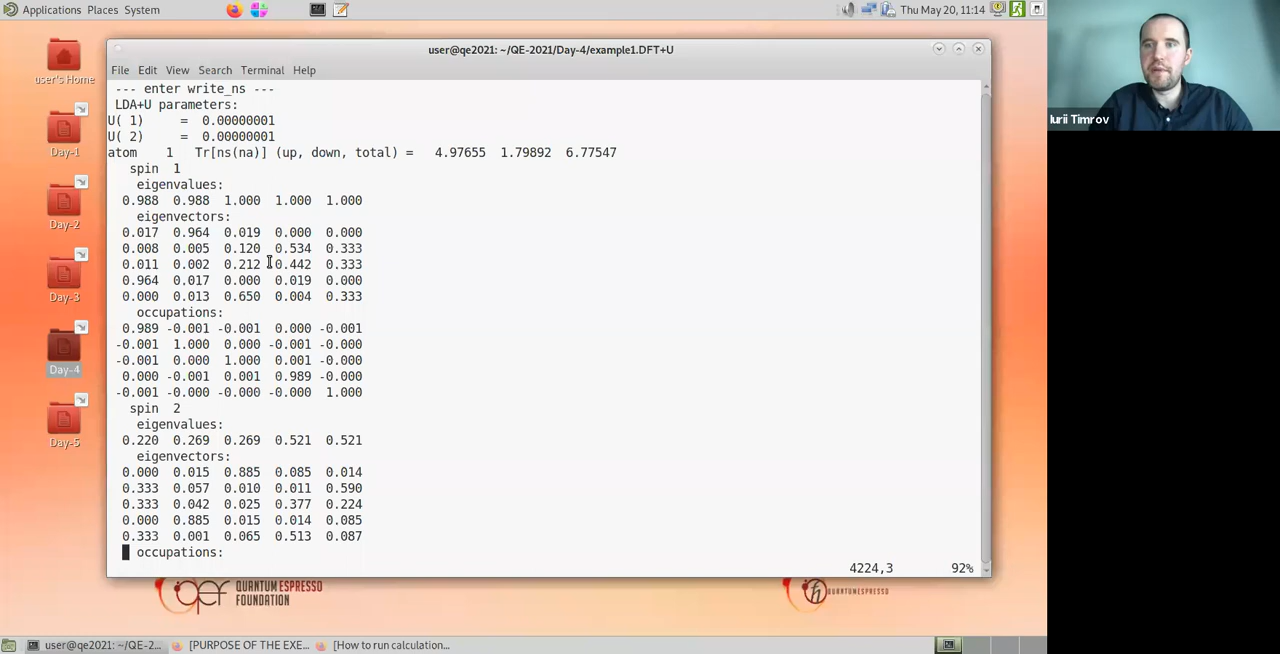 Applications Places System
Thu May 20, 11:14
user@qe2021: ~/QE-2021/Day-4/example1.DFT+U
File Edit View Search Terminal Help
user's Home
Day-1
Day-2
Day-3
Day-4
Day-5
--- enter write_ns ---
LDA+U parameters:
U( 1) = 0.00000001
U( 2) = 0.00000001
atom 1 Tr[ns(na)] (up, down, total) = 4.97655 1.79892 6.77547
spin 1
eigenvalues:
0.988 0.988 1.000 1.000 1.000
eigenvectors:
0.017 0.964 0.019 0.000 0.000
0.008 0.005 0.120 0.534 0.333
0.011 0.002 0.212 0.442 0.333
0.964 0.017 0.000 0.019 0.000
0.000 0.013 0.650 0.004 0.333
occupations:
0.989 -0.001 -0.001 0.000 -0.001
-0.001 1.000 0.000 -0.001 -0.000
-0.001 0.000 1.000 0.001 -0.000
0.000 -0.001 0.001 0.989 -0.000
-0.001 -0.000 -0.000 -0.000 1.000
spin 2
eigenvalues:
0.220 0.269 0.269 0.521 0.521
eigenvectors:
0.000 0.015 0.885 0.085 0.014
0.333 0.057 0.010 0.011 0.590
0.333 0.042 0.025 0.377 0.224
0.000 0.885 0.015 0.014 0.085
0.333 0.001 0.065 0.513 0.087
occupations:
4224,3 92%
QUANTUM ESPRESSO
FOUNDATION
QUANTUMESPRESSO
user@qe2021: ~/QE-2...
[PURPOSE OF THE EXE...
[How to run calculation...
Iurii Timrov